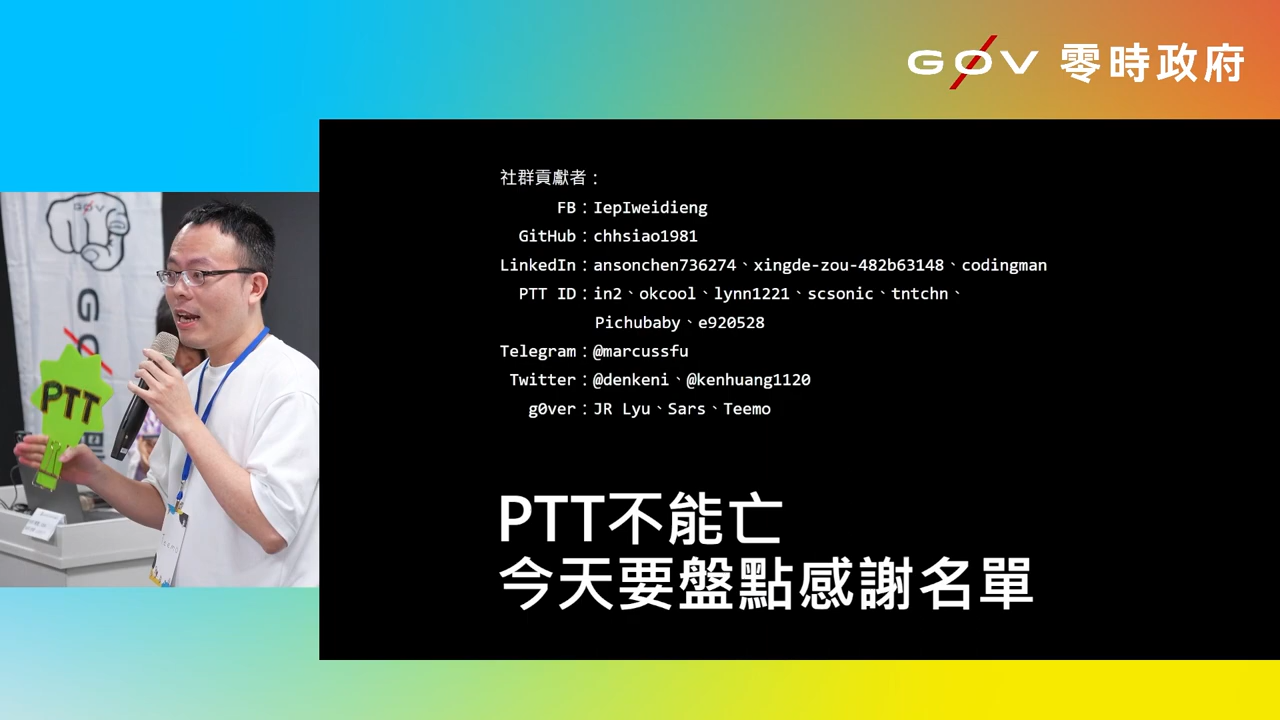 GØV 零時政府
社群貢獻者：
FB：IepIweidieng
GitHub：chhsiao1981
LinkedIn：ansonchen736274、xingde-zou-482b63148、codingman
PTT ID：in2、okcool、lynn1221、scsonic、tntchn、
Pichubaby、e920528
Telegram：@marcussfu
Twitter：@denkeni、@kenhuang1120
g0ver：JR Lyu、Sars、Teemo
PTT不能亡
今天要盤點感謝名單
GØV
PTT